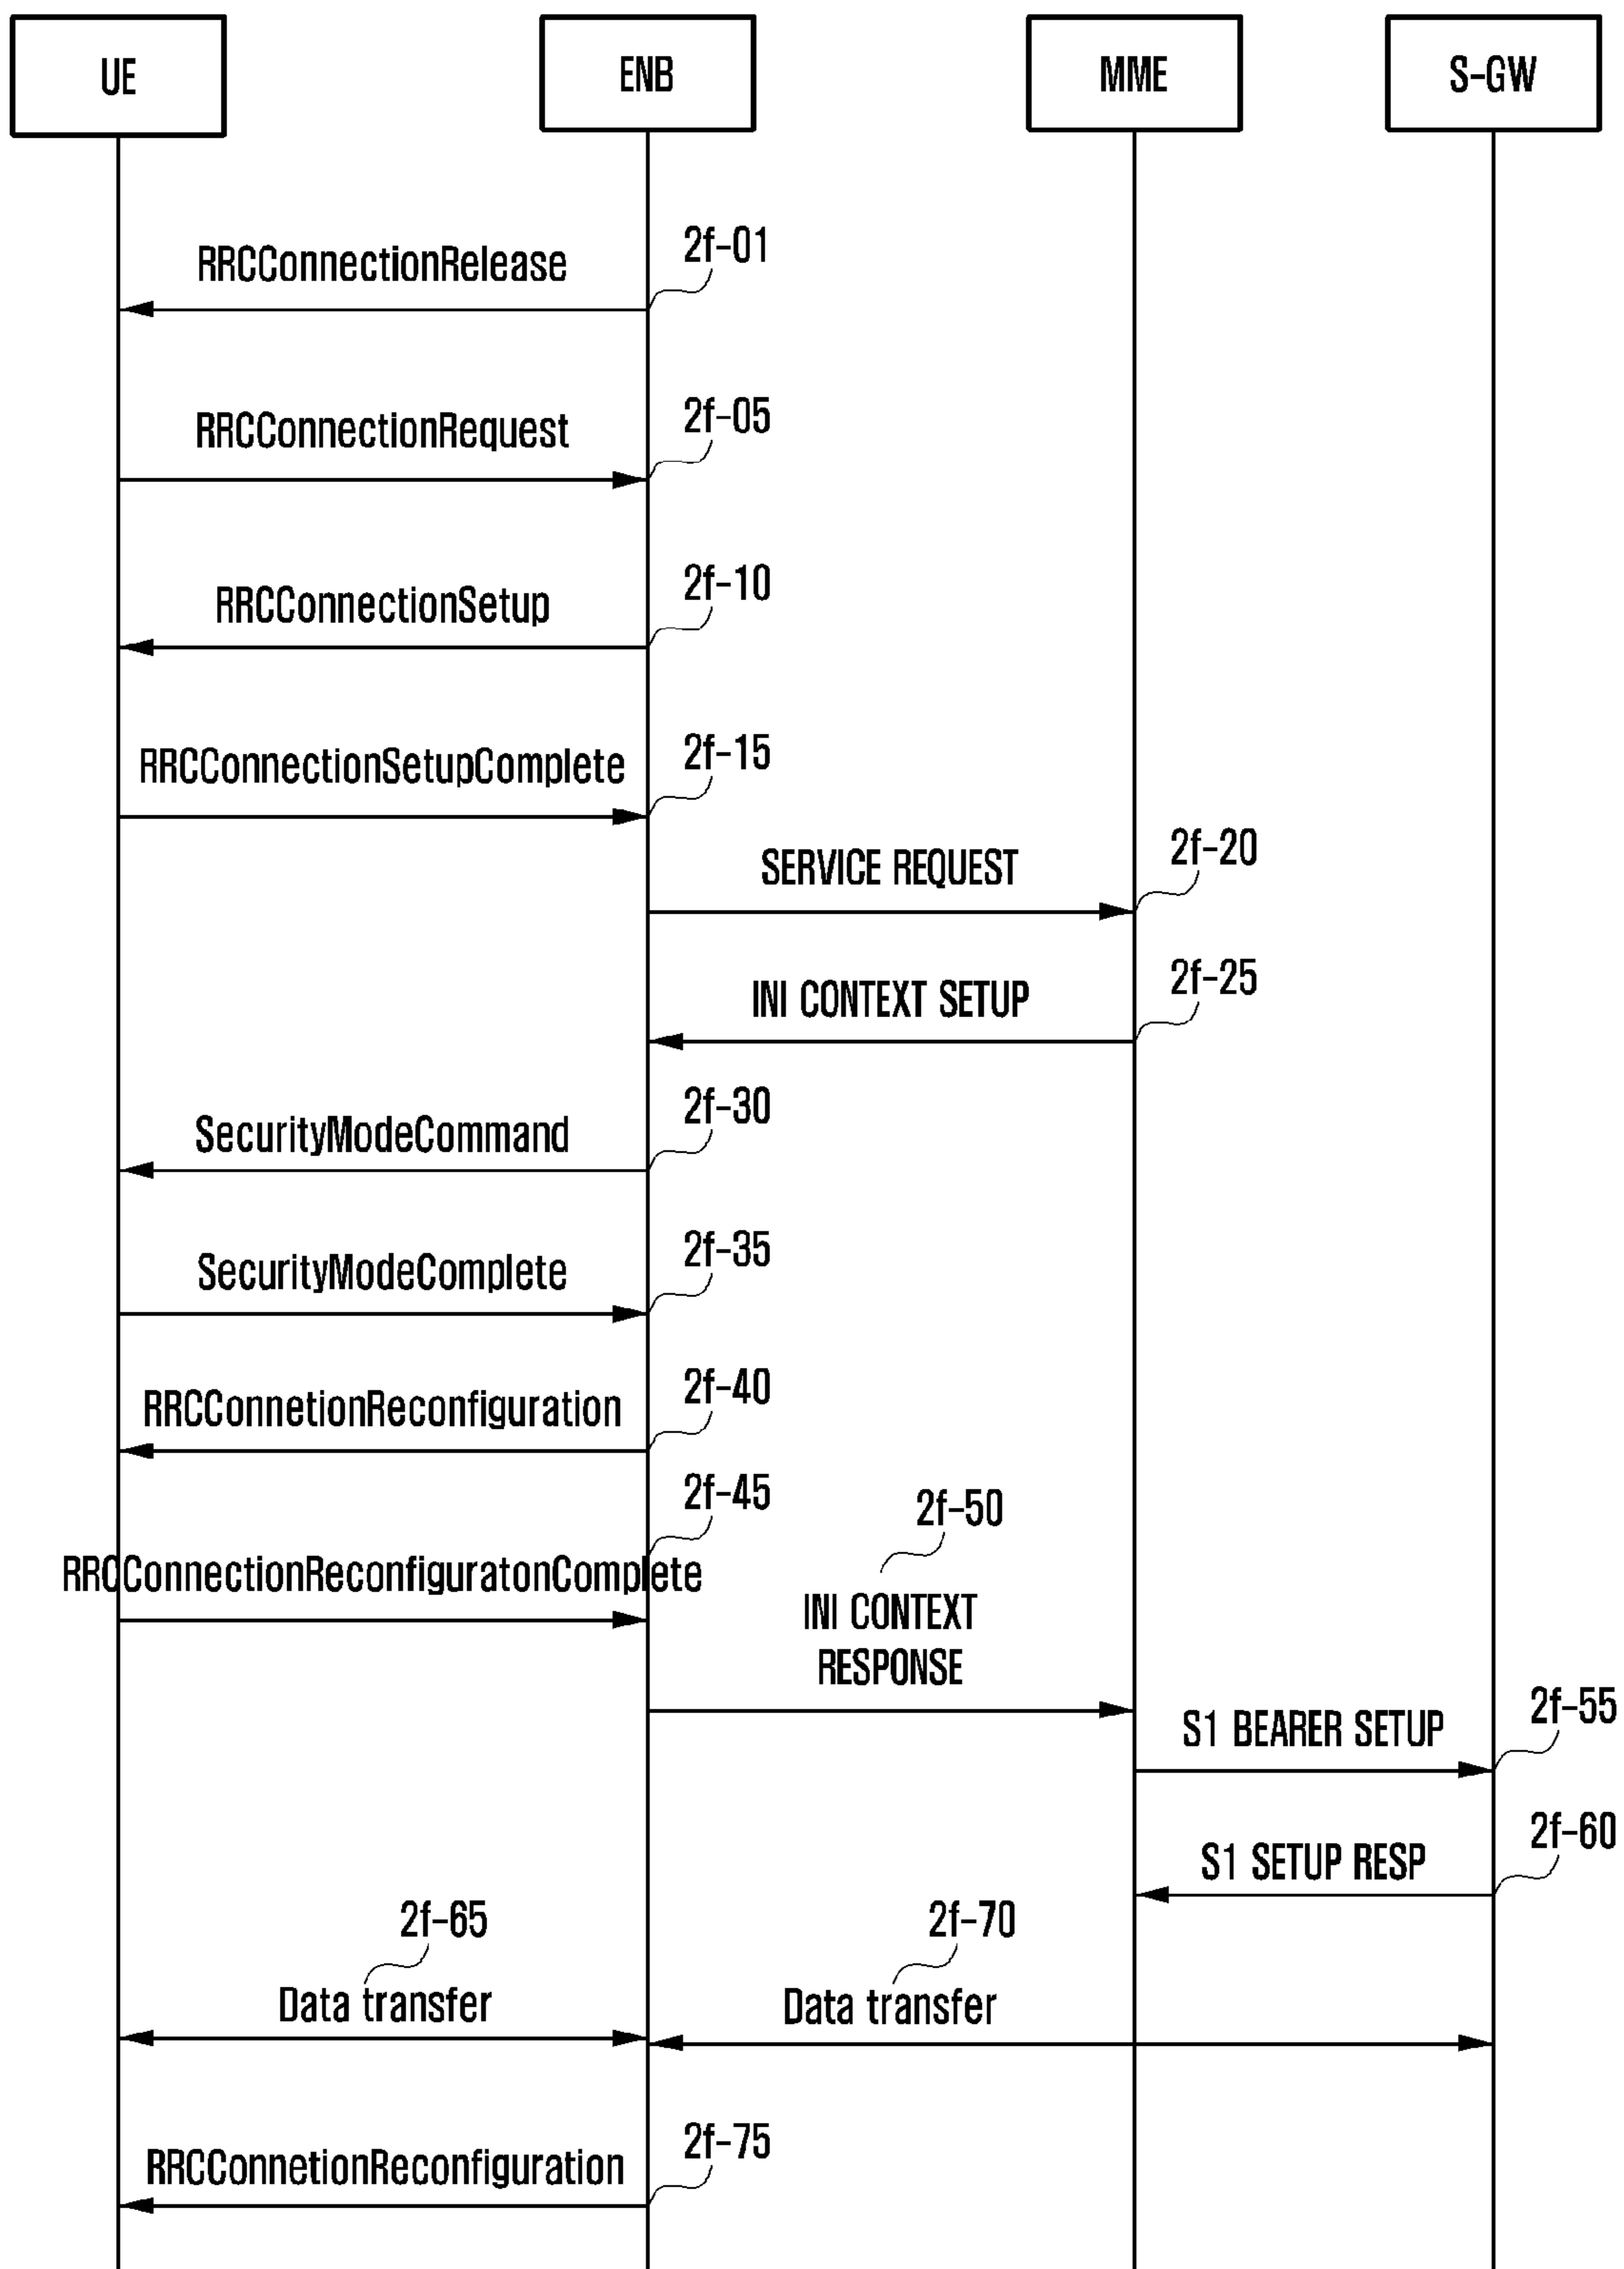 UE
ENB
MME
S-GW
2f-01
RRCConnectionRelease
2f-05
RRCConnectionRequest
2f-10
RRCConnectionSetup
2f-15
RRCConnectionSetupComplete
2f-20
SERVICE REQUEST
2f-25
INI CONTEXT SETUP
2f-30
SecurityModeCommand
2f-35
SecurityModeComplete
2f-40
RRCConnetionReconfiguration
2f-45
RRCConnectionReconfiguratonComplete
2f-50
INI CONTEXT
RESPONSE
2f-55
S1 BEARER SETUP
2f-60
S1 SETUP RESP
2f-65
Data transfer
2f-70
Data transfer
2f-75
RRCConnetionReconfiguration